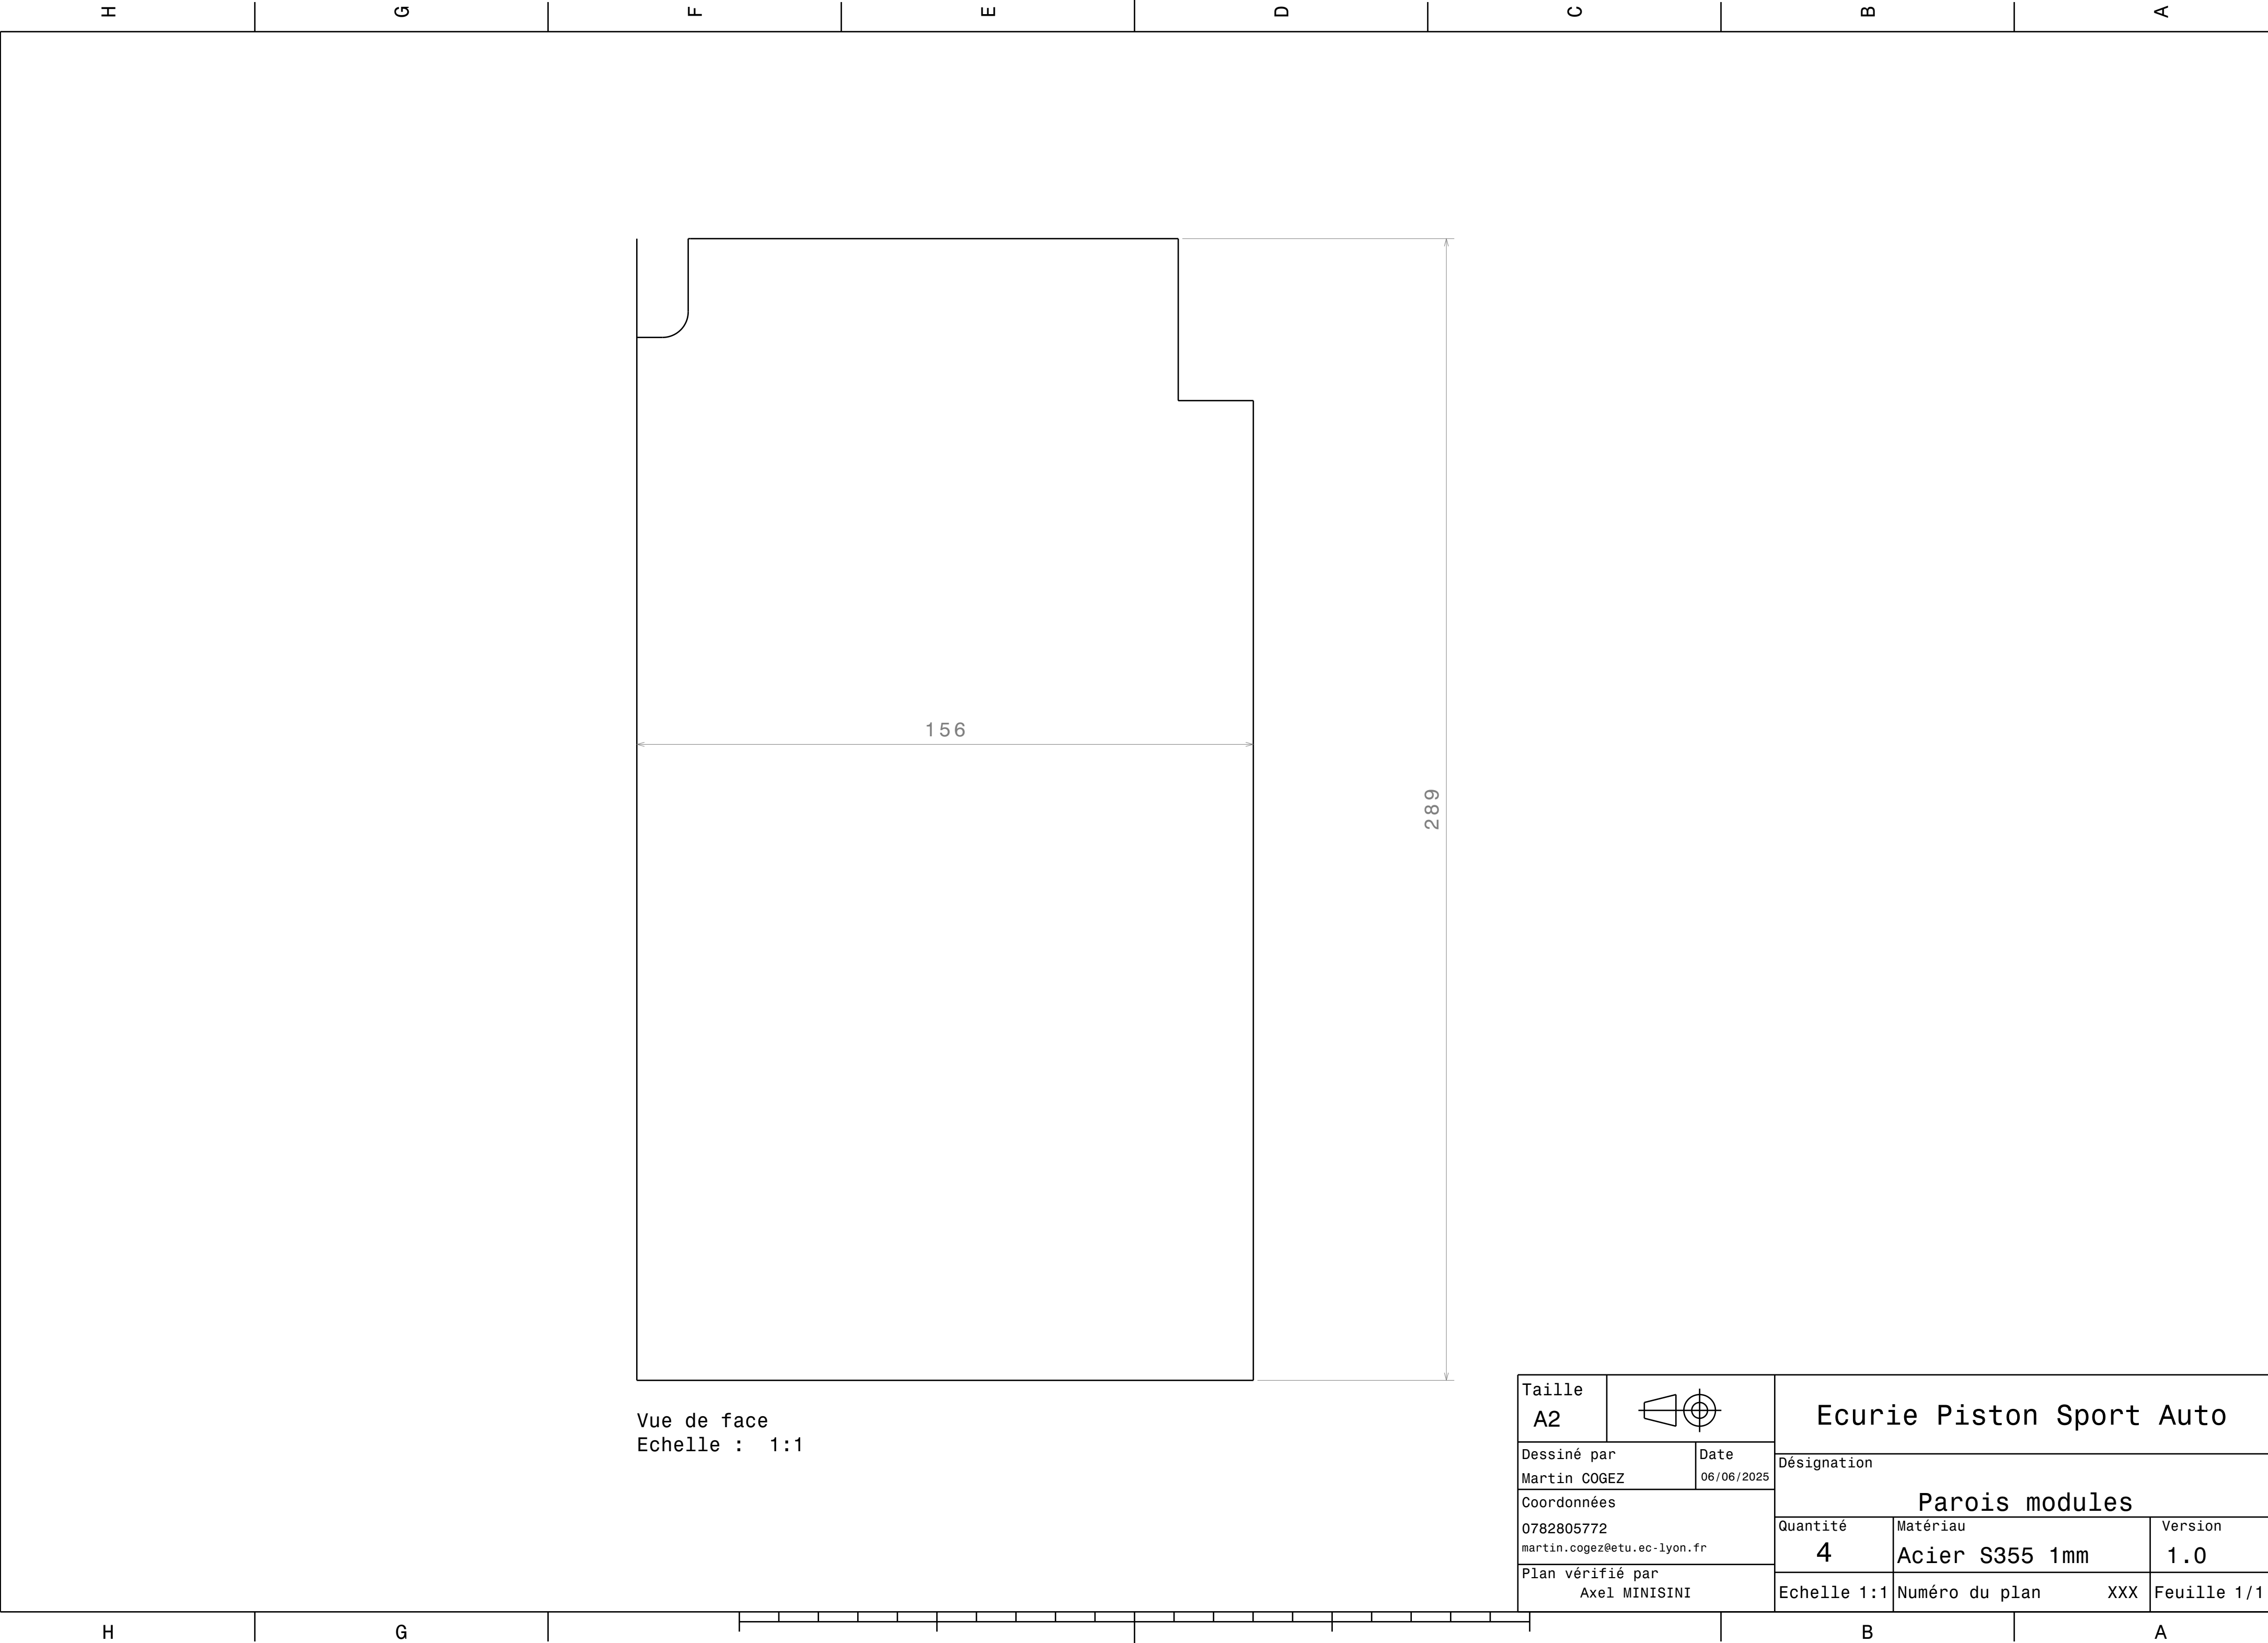 H G F E D C B A
156
289
Vue de face
Echelle : 1:1
Taille
A2
Ecurie Piston Sport Auto
Dessiné par
Martin COGEZ
Date
06/06/2025
Désignation
Parois modules
Coordonnées
0782805772
martin.cogez@etu.ec-lyon.fr
Quantité
4
Matériau
Acier S355 1mm
Version
1.0
Plan vérifié par
Axel MINISINI
Echelle 1:1
Numéro du plan XXX
Feuille 1/1
H G B A